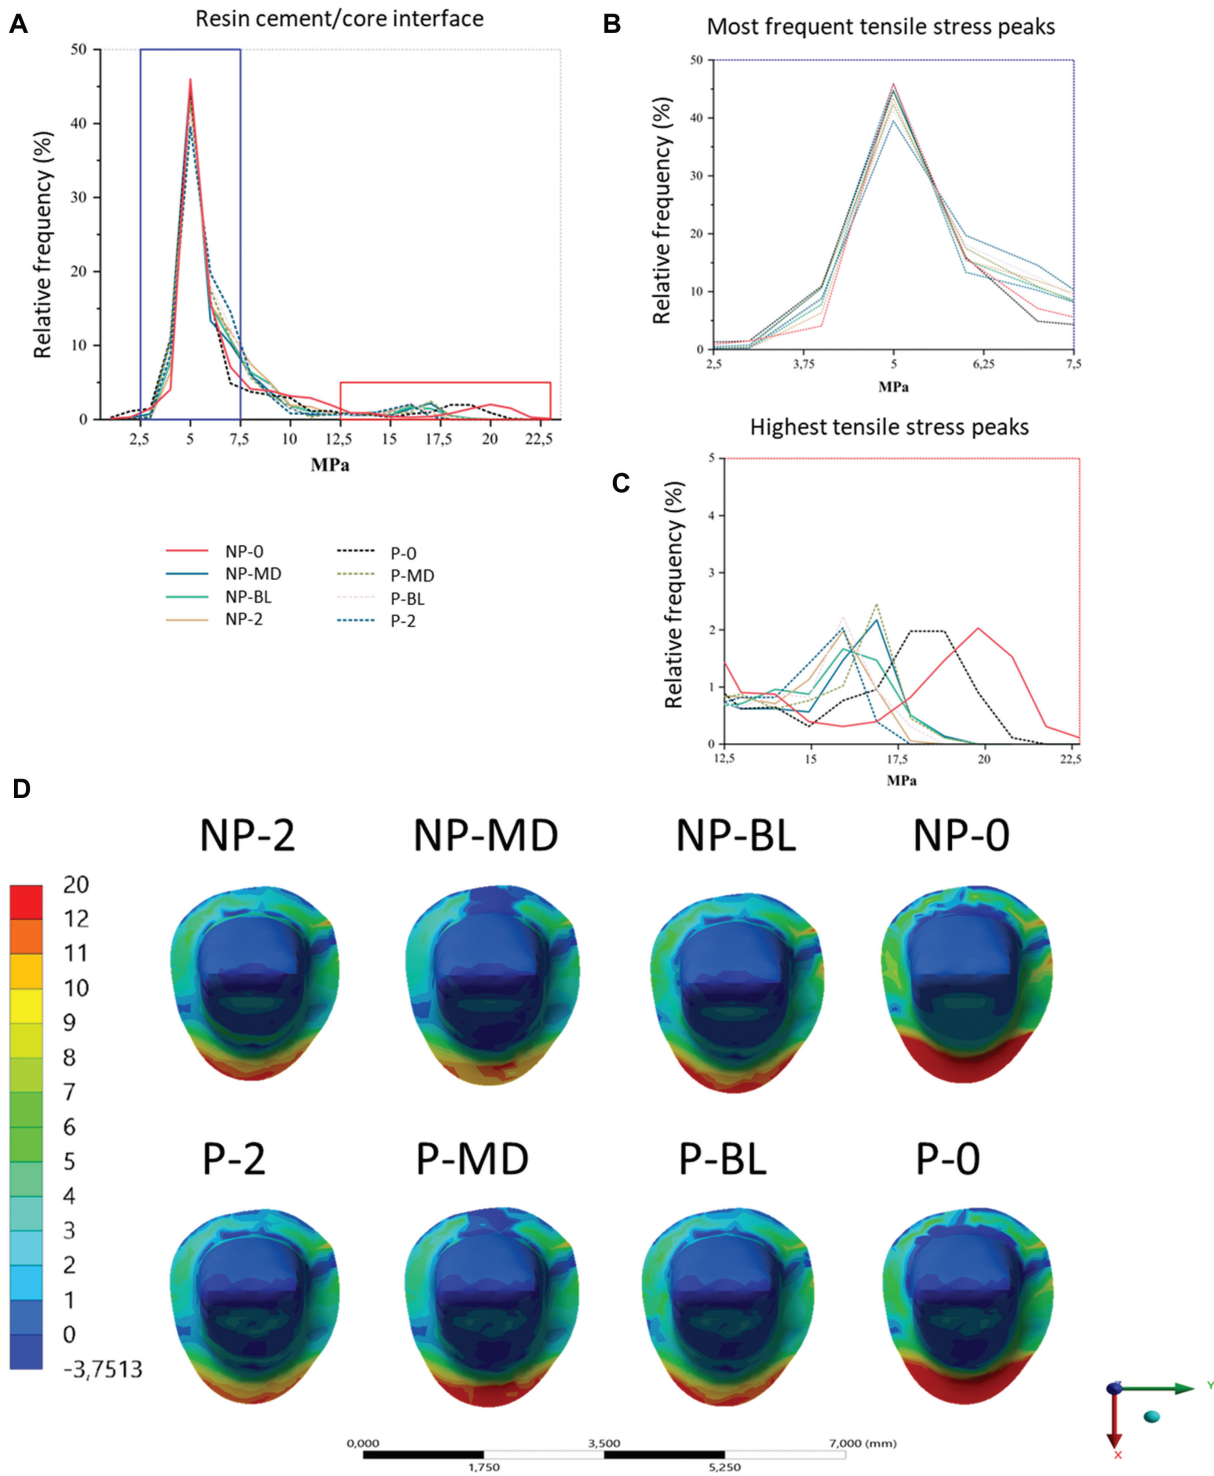 A
Resin cement/core interface
50
40
30
20
10
0
Relative frequency (%)
2,5
5
7,5
10
12,5
15
17,5
20
22,5
MPa
B
Most frequent tensile stress peaks
50
40
30
20
10
0
Relative frequency (%)
2,5
3,75
5
6,25
7,5
MPa
NP-0
NP-MD
NP-BL
NP-2
P-0
P-MD
P-BL
P-2
Highest tensile stress peaks
C
5
4
3
2
1
0
Relative frequency (%)
12,5
15
17,5
20
22,5
MPa
D
NP-2
NP-MD
NP-BL
NP-0
20
12
11
10
9
8
7
6
5
4
3
2
1
0
-3,7513
P-2
P-MD
P-BL
P-0
0,000
3,500
7,000 (mm)
1,750
5,250
Y
X